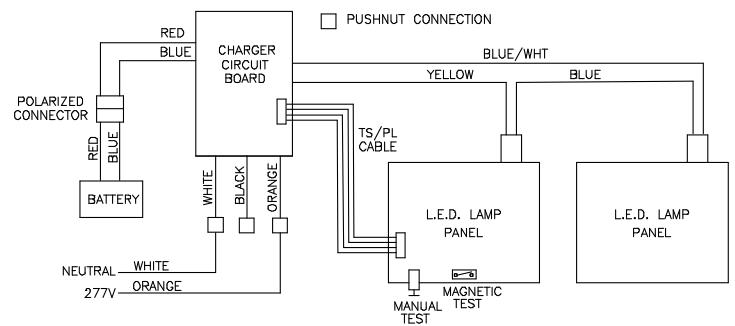 PUSHNUT CONNECTION
RED
BLUE
CHARGER
CIRCUIT
BOARD
BLUE/WHT
YELLOW
BLUE
POLARIZED
CONNECTOR
RED
BLUE
TS/PL
CABLE
BATTERY
WHITE
BLACK
ORANGE
L.E.D. LAMP
PANEL
L.E.D. LAMP
PANEL
NEUTRAL
WHITE
277V
ORANGE
MANUAL
TEST
MAGNETIC
TEST